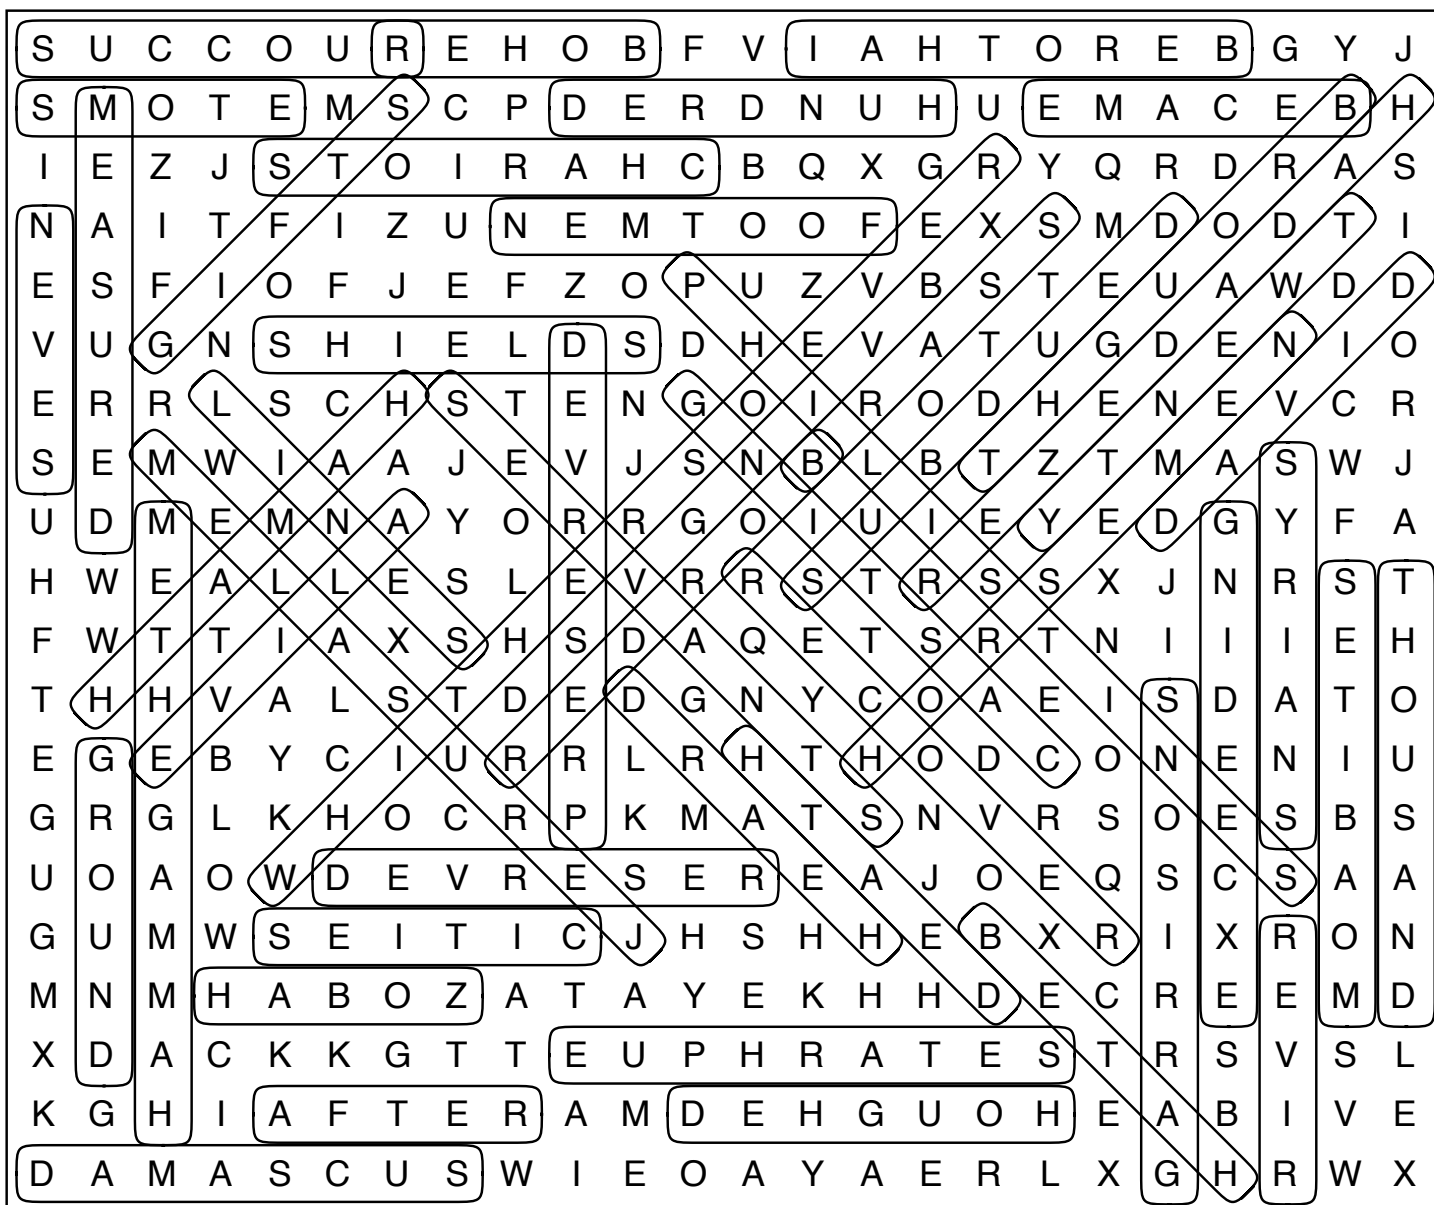 S U C C O U R E H O B F V I A H T O R E B G Y J
S M O T E M S C P D E R D N U H U E M A C E B H
I E Z J S T O I R A H C B Q X G R Y Q R D R A S
N A I T F I Z U N E M T O O F E X S M D O D T I
E S F I O F J E F Z O P U Z V B S T E U A W D D
V U G N S H I E L D S D H E V A T U G D E N I O
E R R L S C H S T E N G O I R O D H E N E V C R
S E M W I A A J E V J S N B L B T Z T M A S W J
U D M E M N A Y O R R G O I U I E Y E D G Y F A
H W E A L L E S L E V R R S T R S S X J N R S T
F W T T I A X S H S D A Q E T S R T N I I I E H
T H H V A L S T D E D G N Y C O A E I S D A T O
E G E B Y C I U R R L R H T H O D C O N E N I U
G R G L K H O C R P K M A T S N V R S O E S B S
U O A O W D E V R E S E R E A J O E Q S C S A A
G U M W S E I T I C J H S H H E B X R I X R O N
M N M H A B O Z A T A Y E K H H D E C R E E M D
X D A C K K G T T E U P H R A T E S T R S V S L
K G H I A F T E R A M D E H G U O H E A B I V E
D A M A S C U S W I E O A Y A E R L X G H R W X